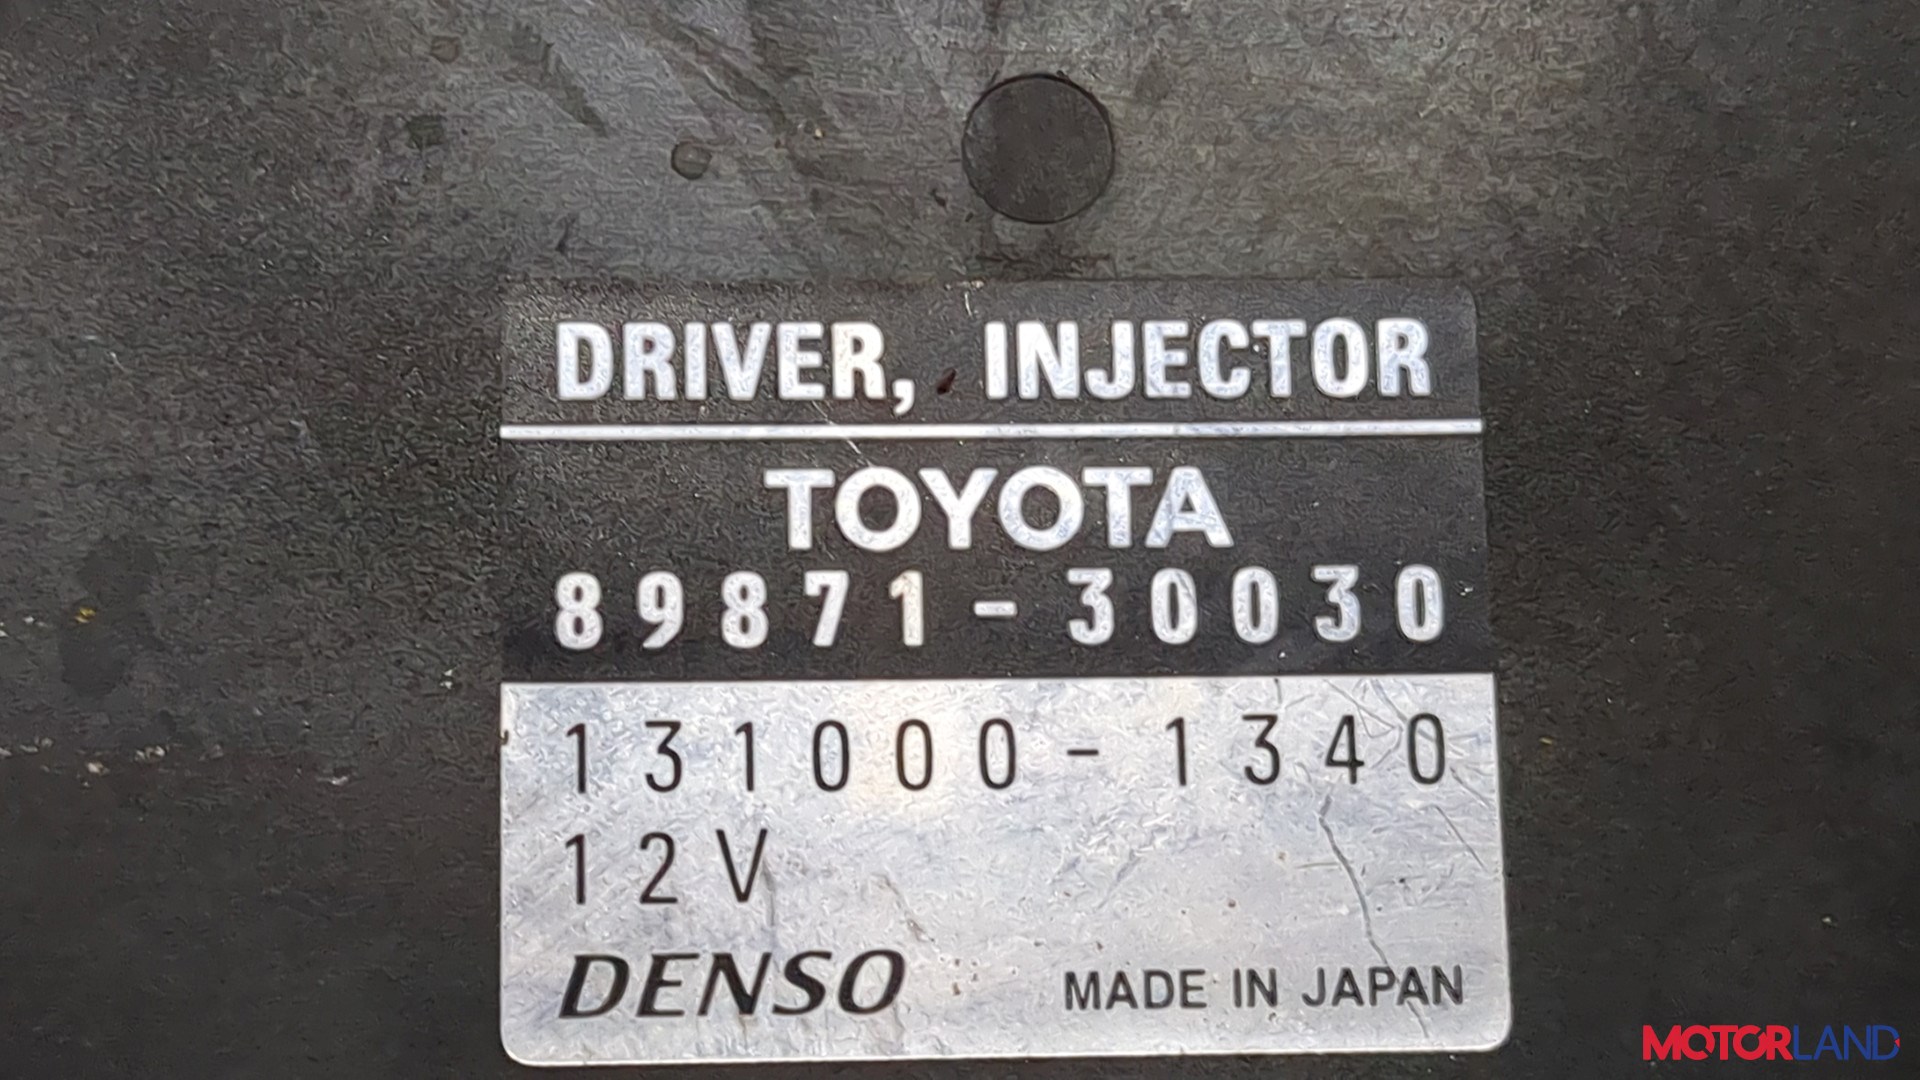 DRIVER, INJECTOR
TOYOTA
89871-30030
131000-1340
12V
DENSO MADE IN JAPAN
MOTORLAND